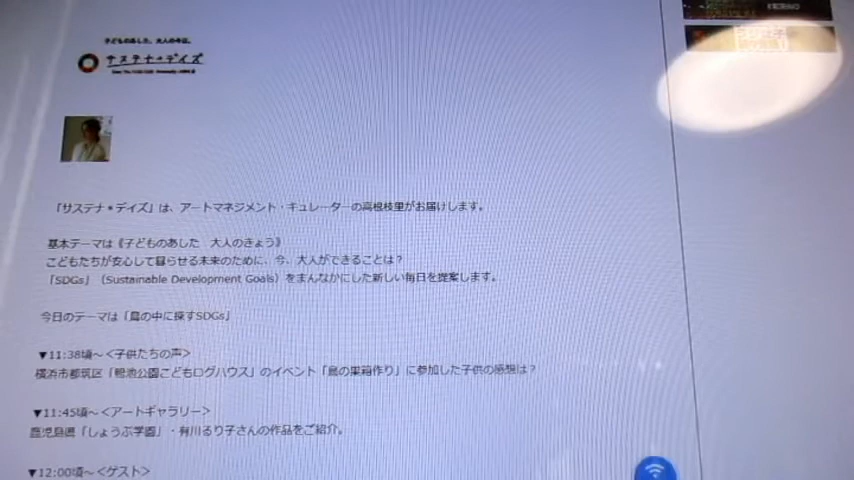 子どものあした、大人の今日。
サステナ*デイズ
「サステナ*デイズ」は、アートマネジメント・キュレーターの高根枝里がお届けします。
基本テーマは《子どものあした　大人のきょう》
こどもたちが安心して暮らせる未来のために、今、大人ができることは？
「SDGs」（Sustainable Development Goals）をまんなかにした新しい毎日を提案します。
今日のテーマは「島の中に探すSDGs」
▼11:38頃～<子供たちの声>
横浜市都筑区「鴨池公園こどもログハウス」のイベント「鳥の巣箱作り」に参加した子供の感想は？
▼11:45頃～<アートギャラリー>
鹿児島県「しょうぶ学園」・有川るり子さんの作品をご紹介。
▼12:00頃～<ゲスト>